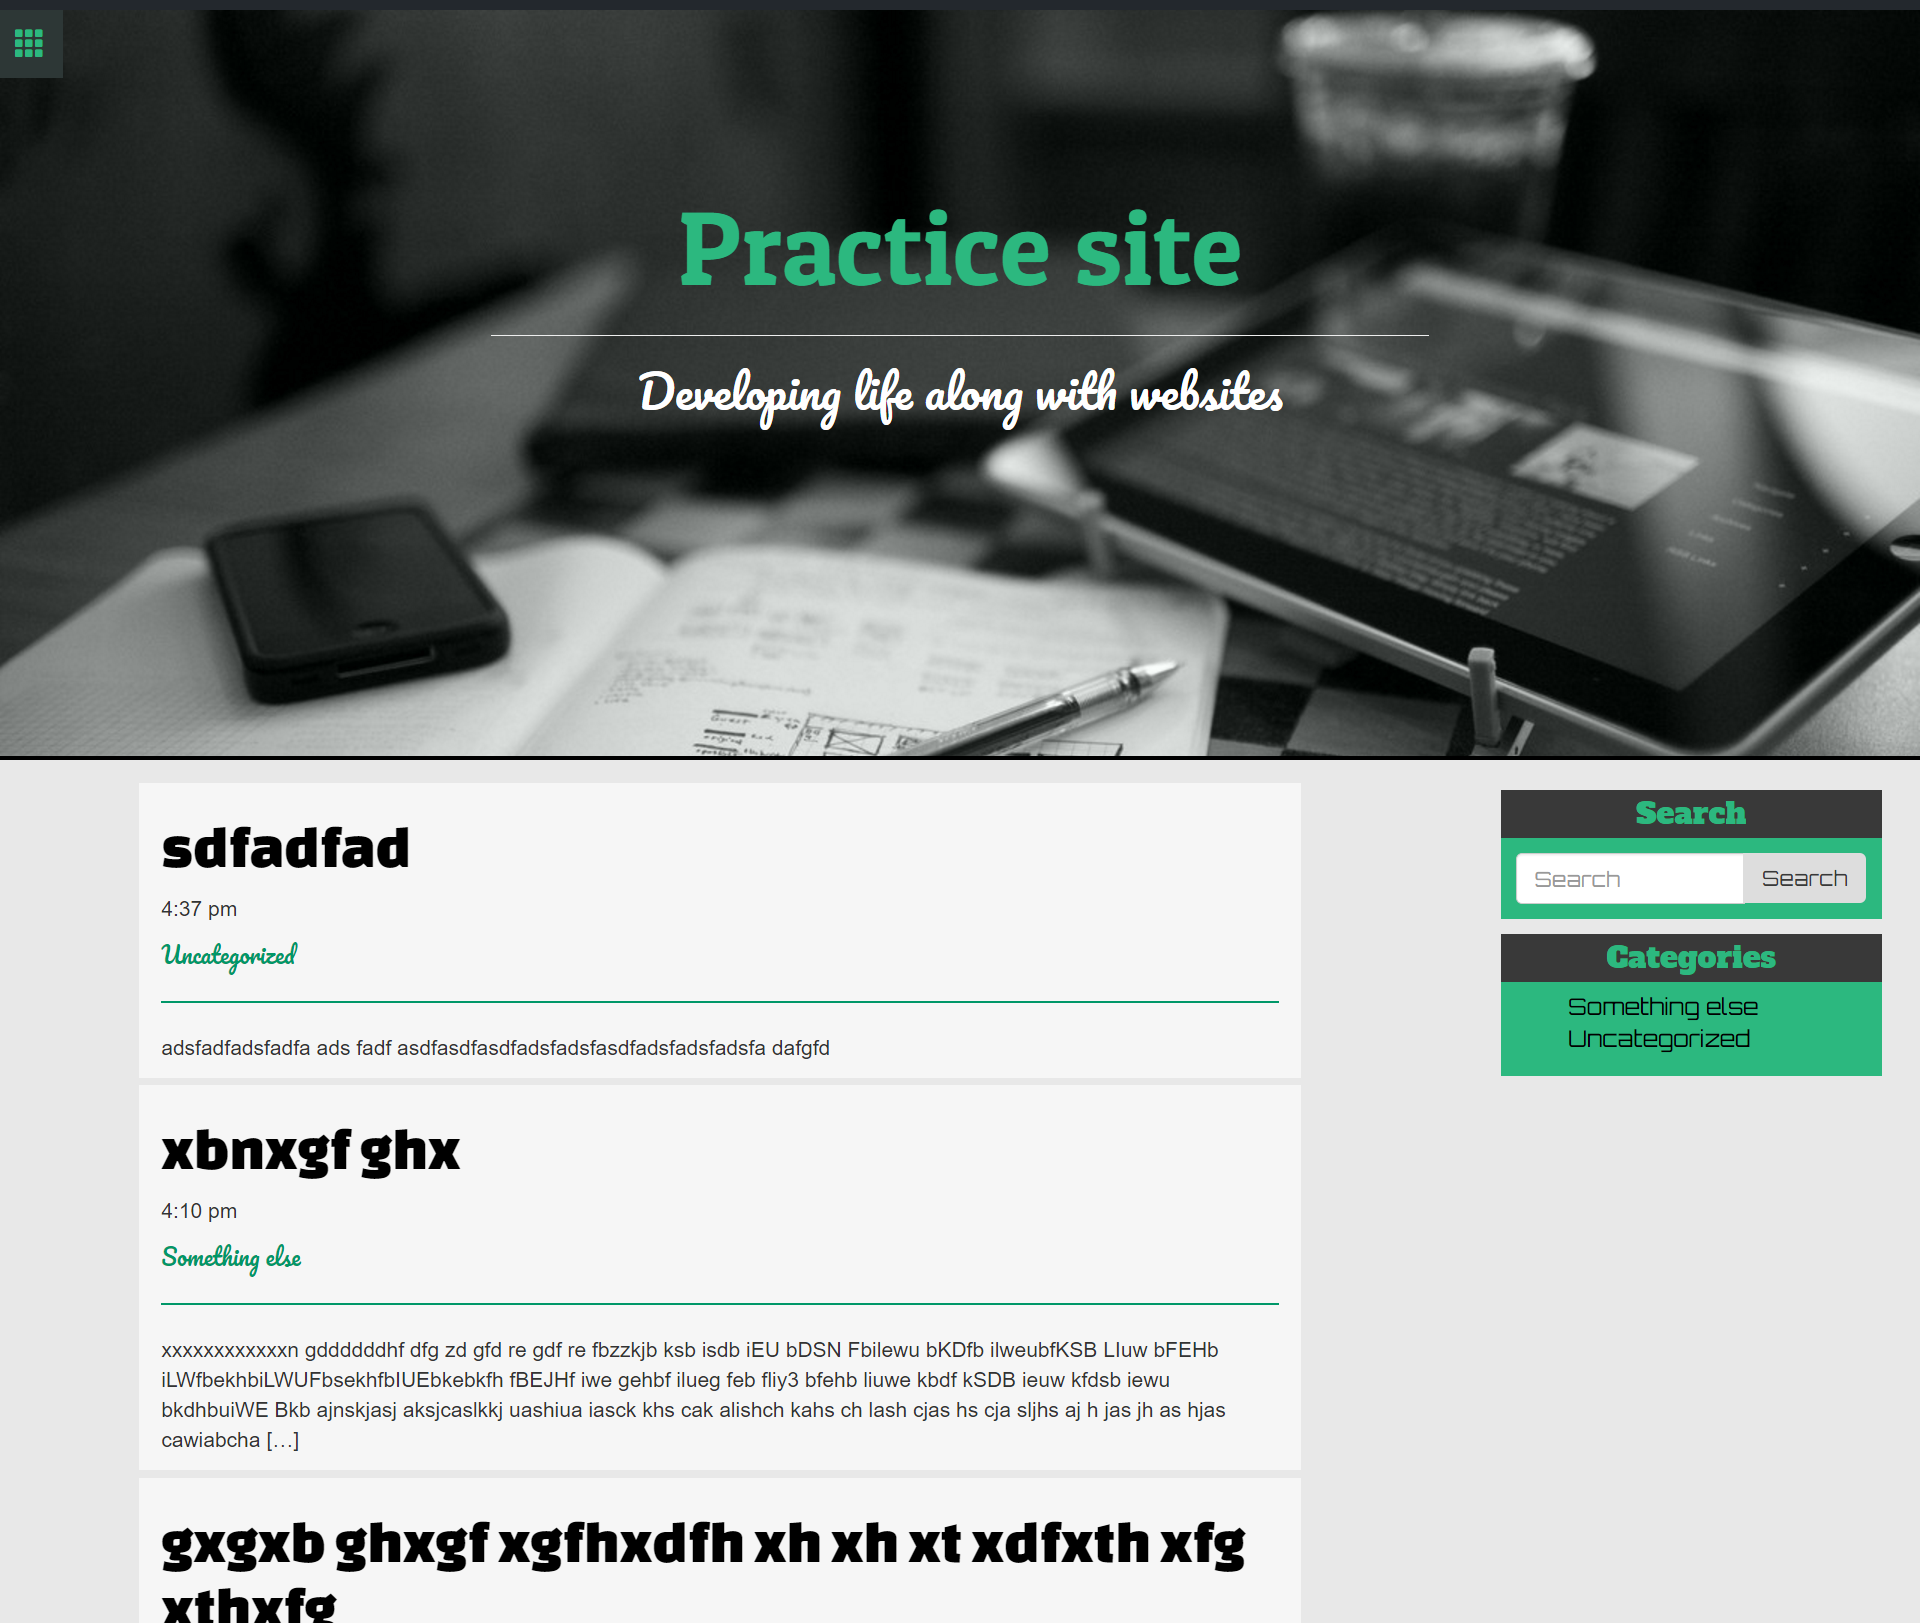 Practice site
Developing life along with websites
sdfadfad
4:37 pm
Uncategorized
adsfadfadsfadfa ads fadf asdfasdfasdfadsfadsfasdfadsfadsfadsfa dafgfd
xbnxgf ghx
4:10 pm
Something else
xxxxxxxxxxxxn gddddddhf dfg zd gfd re gdf re fbzzkjb ksb isdb iEU bDSN Fbilewu bKDfb ilweubfKSB LIuw bFEHb
iLWfbekhbiLWUFbsekhfbIUEbkebkfh fBEJHf iwe gehbf ilueg feb fliy3 bfehb liuwe kbdf kSDB ieuw kfdsb iewu
bkdhbuiWE Bkb ajnskjasj aksjcaslkkj uashiua iasck khs cak alishch kahs ch lash cjas hs cja sljhs aj h jas jh as hjas
cawiabcha […]
gxgxb ghxgf xgfhxdfh xh xh xt xdfxth xfg
xthxfg
Search
Search
Search
Categories
Something else
Uncategorized